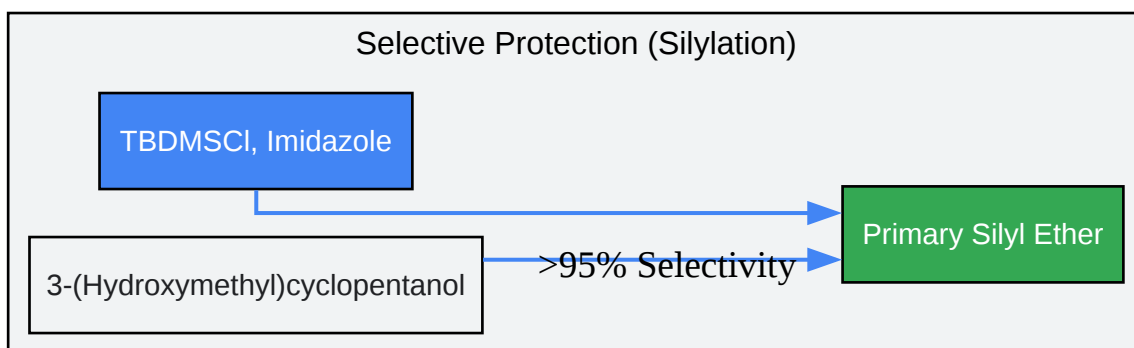 Selective Protection (Silylation)
TBDMSCl, Imidazole
Primary Silyl Ether
>95% Selectivity
3-(Hydroxymethyl)cyclopentanol